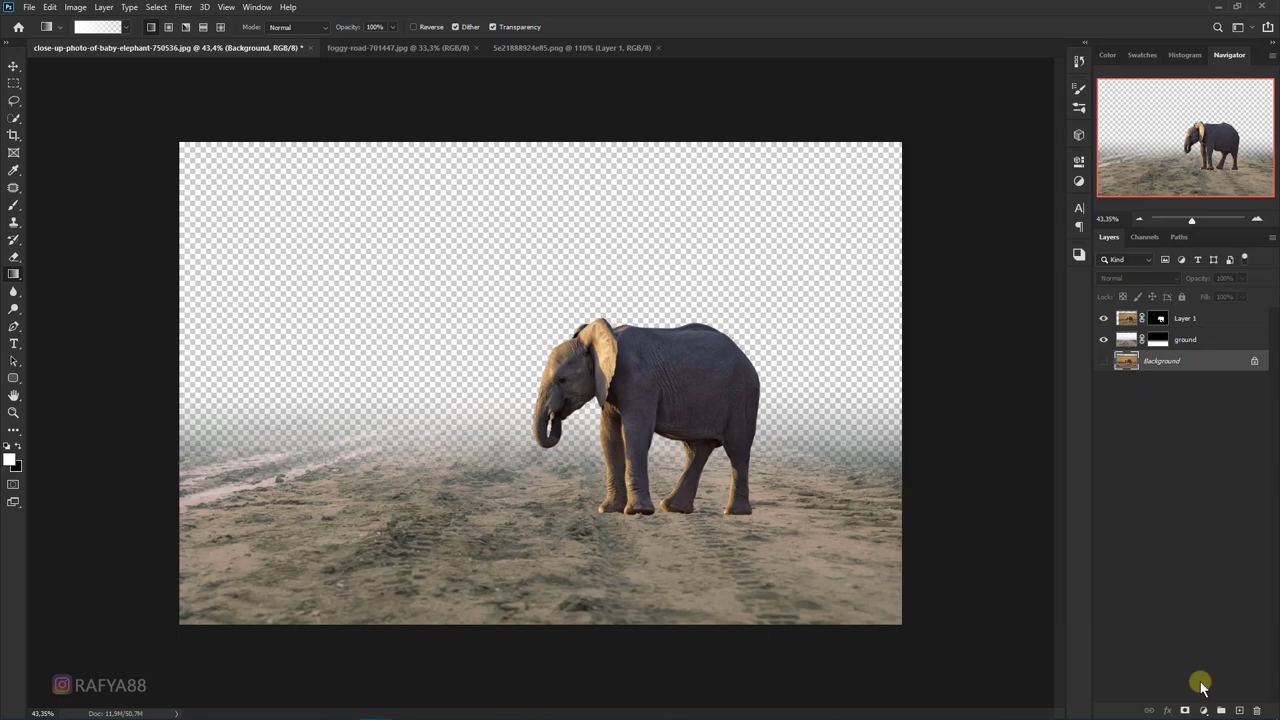 File Edit Image Layer Type Select Filter 3D View Window Help
Mode: Normal Opacity: 100% Reverse Dither Transparency
close-up-photo-of-baby-elephant-750536.jpg @ 43,4% (Background, RGB/8) * × foggy-road-701447.jpg @ 33,3% (RGB/8) × 5e21888924e85.png @ 110% (Layer 1, RGB/8) ×
Color Swatches Histogram Navigator
43.35%
Layers Channels Paths
Kind
Normal Opacity: 100%
Lock: Fill: 100%
Layer 1
ground
Background
RAFYA88
43,35% Doc: 11,9M/50,7M